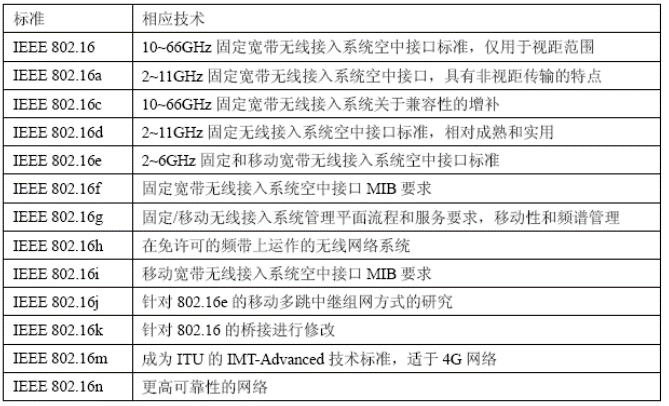 标准 相应技术
IEEE 802.16 10~66GHz 固定宽带无线接入系统空中接口标准，仅用于视距范围
IEEE 802.16a 2~11GHz 固定宽带无线接入系统空中接口，具有非视距传输的特点
IEEE 802.16c 10~66GHz 固定宽带无线接入系统关于兼容性的增补
IEEE 802.16d 2~11GHz 固定无线接入系统空中接口标准，相对成熟和实用
IEEE 802.16e 2~6GHz 固定和移动宽带无线接入系统空中接口标准
IEEE 802.16f 固定宽带无线接入系统空中接口 MIB 要求
IEEE 802.16g 固定/移动无线接入系统管理平面流程和服务要求，移动性和频谱管理
IEEE 802.16h 在免许可的频带上运作的无线网络系统
IEEE 802.16i 移动宽带无线接入系统空中接口 MIB 要求
IEEE 802.16j 针对 802.16e 的移动多跳中继组网方式的研究
IEEE 802.16k 针对 802.16 的桥接进行修改
IEEE 802.16m 成为 ITU 的 IMT-Advanced 技术标准，适于 4G 网络
IEEE 802.16n 更高可靠性的网络